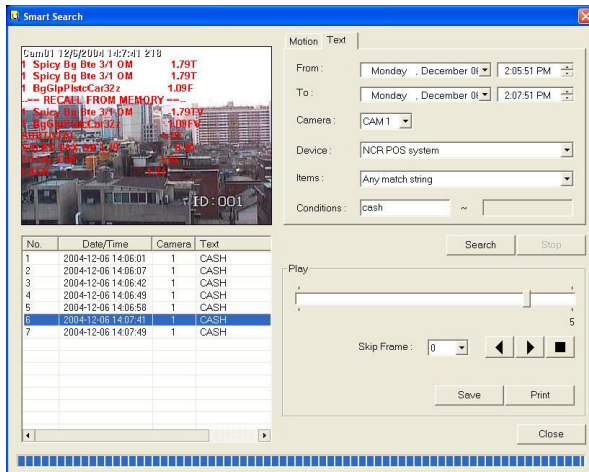 Smart Search
Cam01 12/6/2004 14:7:41 218
1 Spicy Bg Bte 3/1 OM 1.79T
1 Spicy Bg Bte 3/1 OM 1.79T
1 BgGlpPlstcCar32z 1.09F
--== RECALL FROM MEMORY ==--
1 Spicy Bg Bte 3/1 OM 1.79TV
1 BgGlpPlstcCar32z 1.09FV
CASH
ID:001
Motion Text
From : Monday , December 2:05:51 PM
To : Monday , December 2:07:51 PM
Camera : CAM 1
Device : NCR POS system
Items : Any match string
Conditions : cash ~
Search Stop
No. Date/Time Camera Text
1 2004-12-06 14:06:01 1 CASH
2 2004-12-06 14:06:07 1 CASH
3 2004-12-06 14:06:42 1 CASH
4 2004-12-06 14:06:49 1 CASH
5 2004-12-06 14:06:58 1 CASH
6 2004-12-06 14:07:41 1 CASH
7 2004-12-06 14:07:49 1 CASH
Play
5
Skip Frame : 0
Save Print
Close